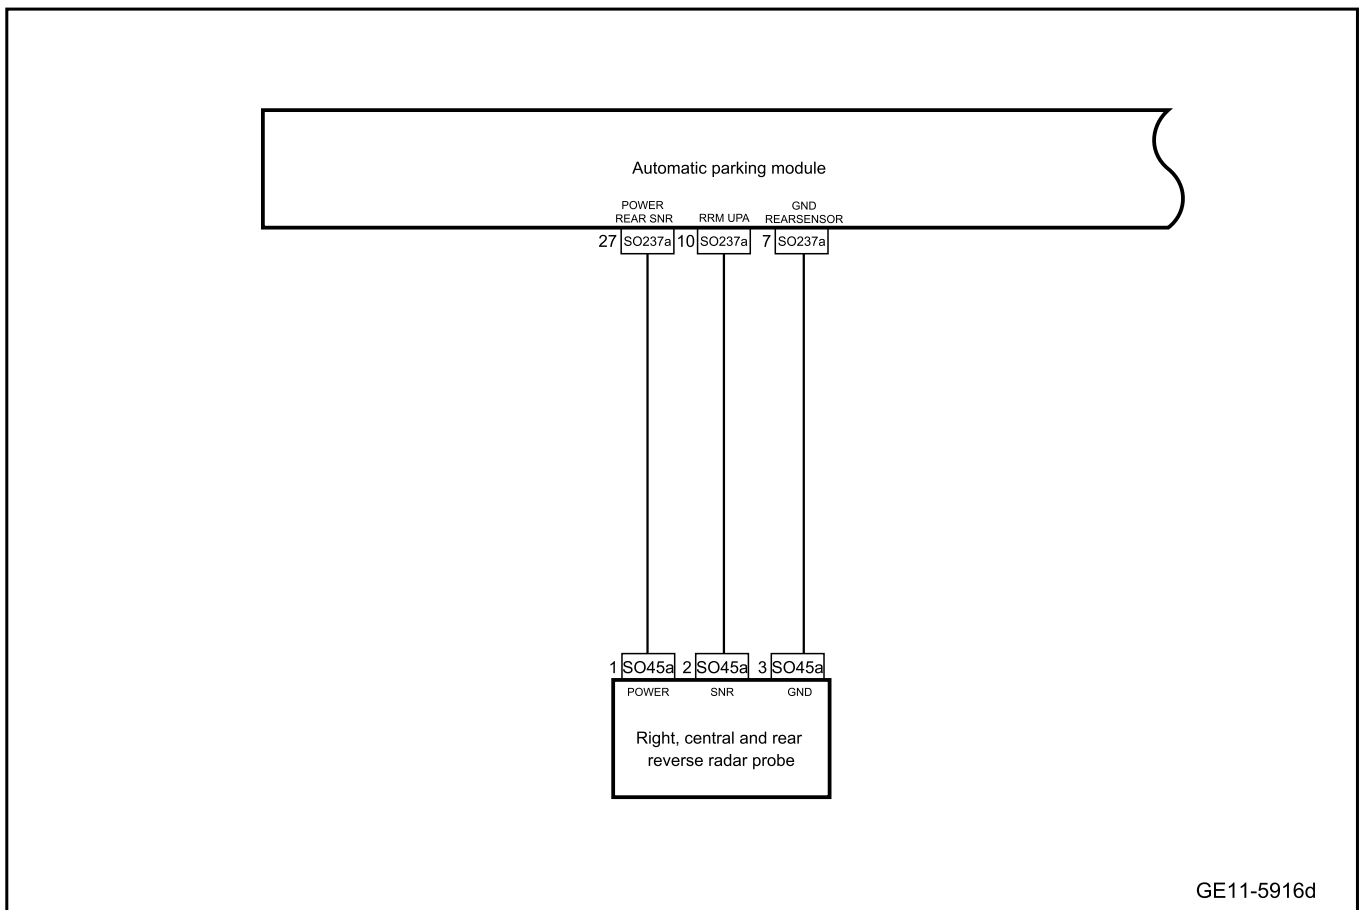 Automatic parking module
POWER
REAR SNR
RRM UPA
GND
REARSENSOR
27 SO237a 10 SO237a 7 SO237a
1 SO45a 2 SO45a 3 SO45a
POWER SNR GND
Right, central and rear
reverse radar probe
GE11-5916d